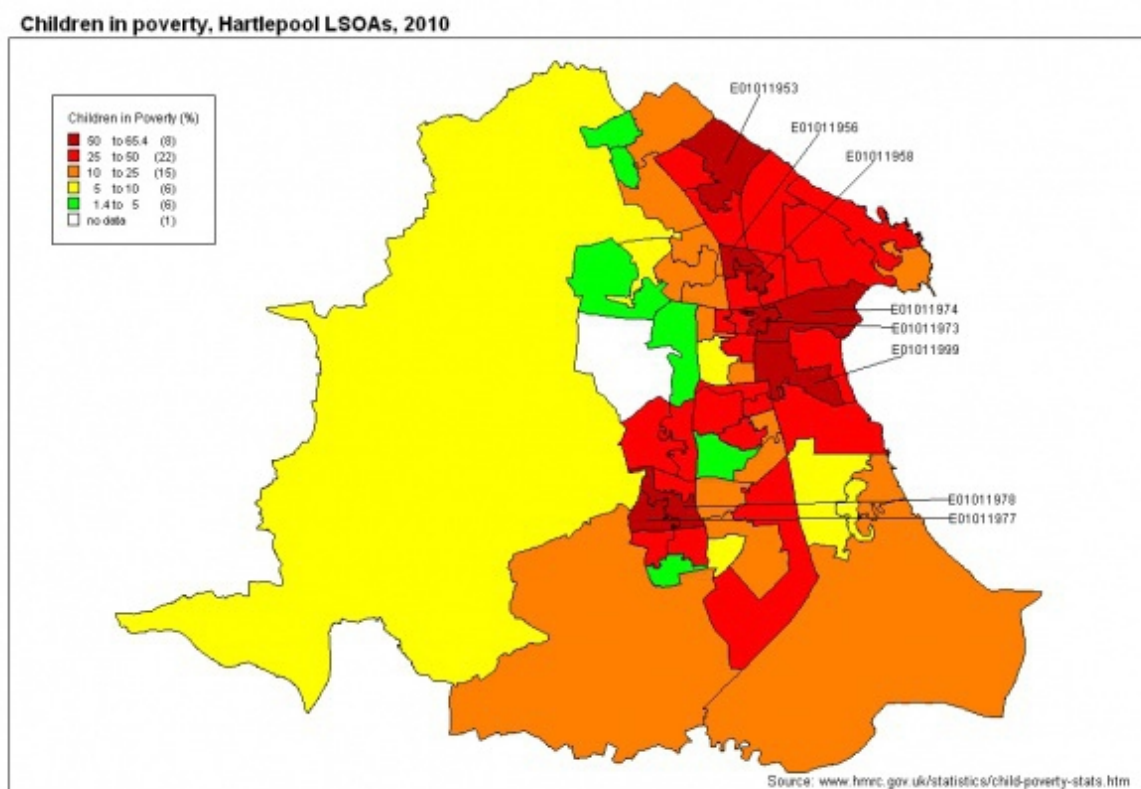 Children in poverty, Hartlepool LSOAs, 2010
Children in Poverty (%)
50 to 65.4 (8)
25 to 50 (22)
10 to 25 (15)
5 to 10 (6)
1.4 to 5 (6)
no data (1)
E01011953
E01011956
E01011958
E01011974
E01011973
E01011999
E01011978
E01011977
Source: www.hmrc.gov.uk/statistics/child-poverty-stats.htm